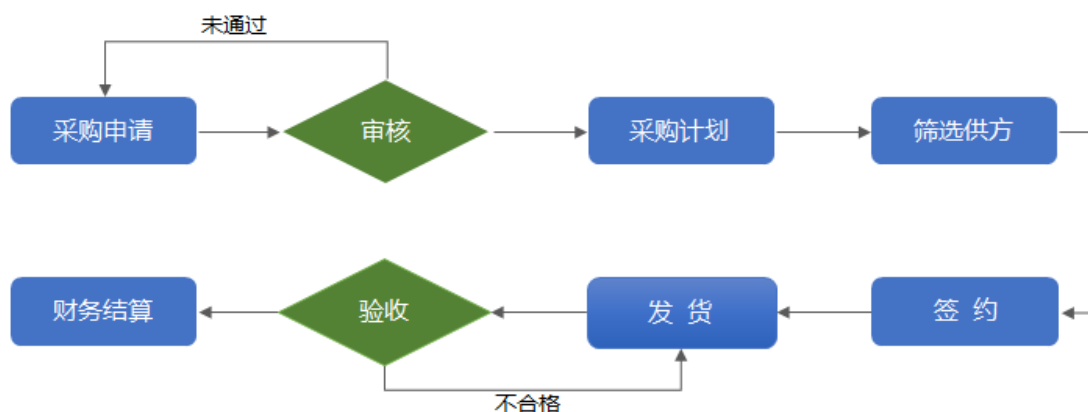 未通过
采购申请
审核
采购计划
筛选供方
财务结算
验收
发 货
签 约
不合格